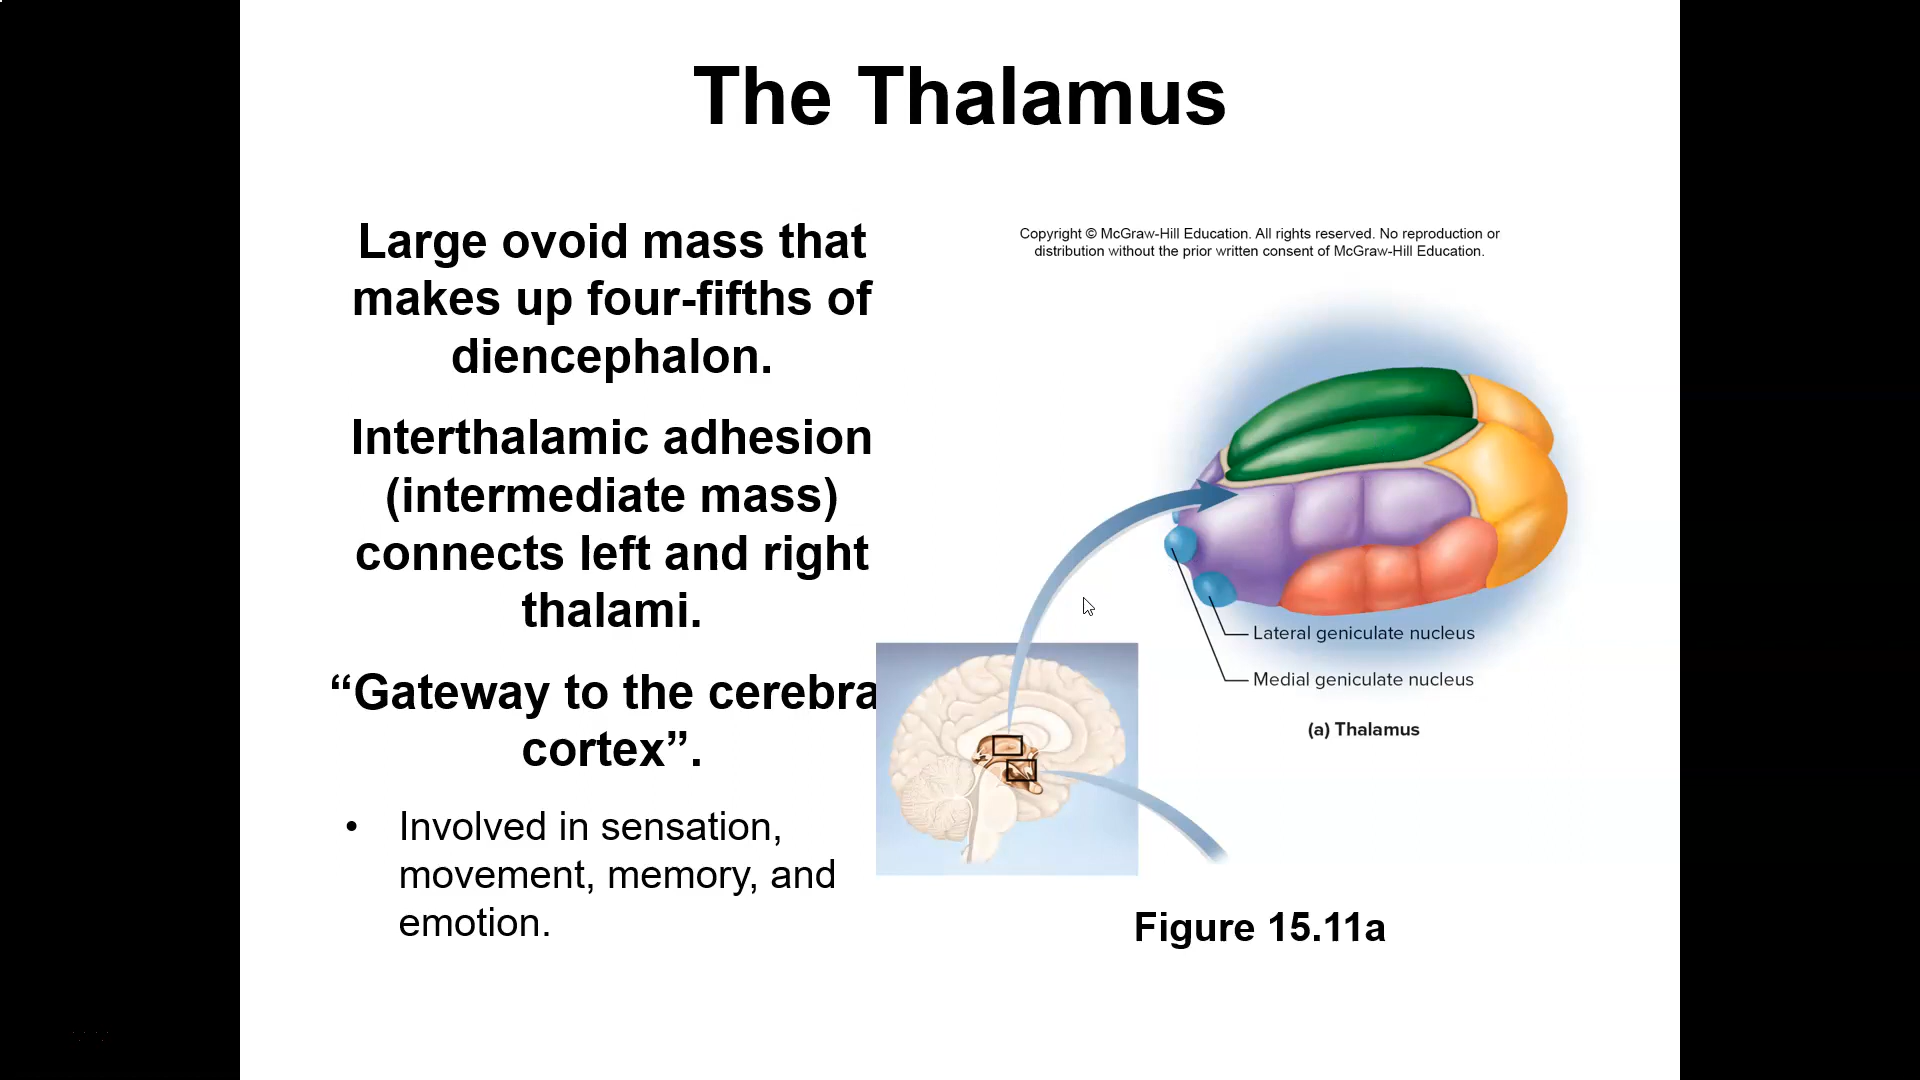 The Thalamus
Large ovoid mass that
makes up four-fifths of
diencephalon.
Interthalamic adhesion
(intermediate mass)
connects left and right
thalami.
“Gateway to the cerebra
cortex”.
• Involved in sensation,
movement, memory, and
emotion.
Copyright © McGraw-Hill Education. All rights reserved. No reproduction or
distribution without the prior written consent of McGraw-Hill Education.
Lateral geniculate nucleus
Medial geniculate nucleus
(a) Thalamus
Figure 15.11a